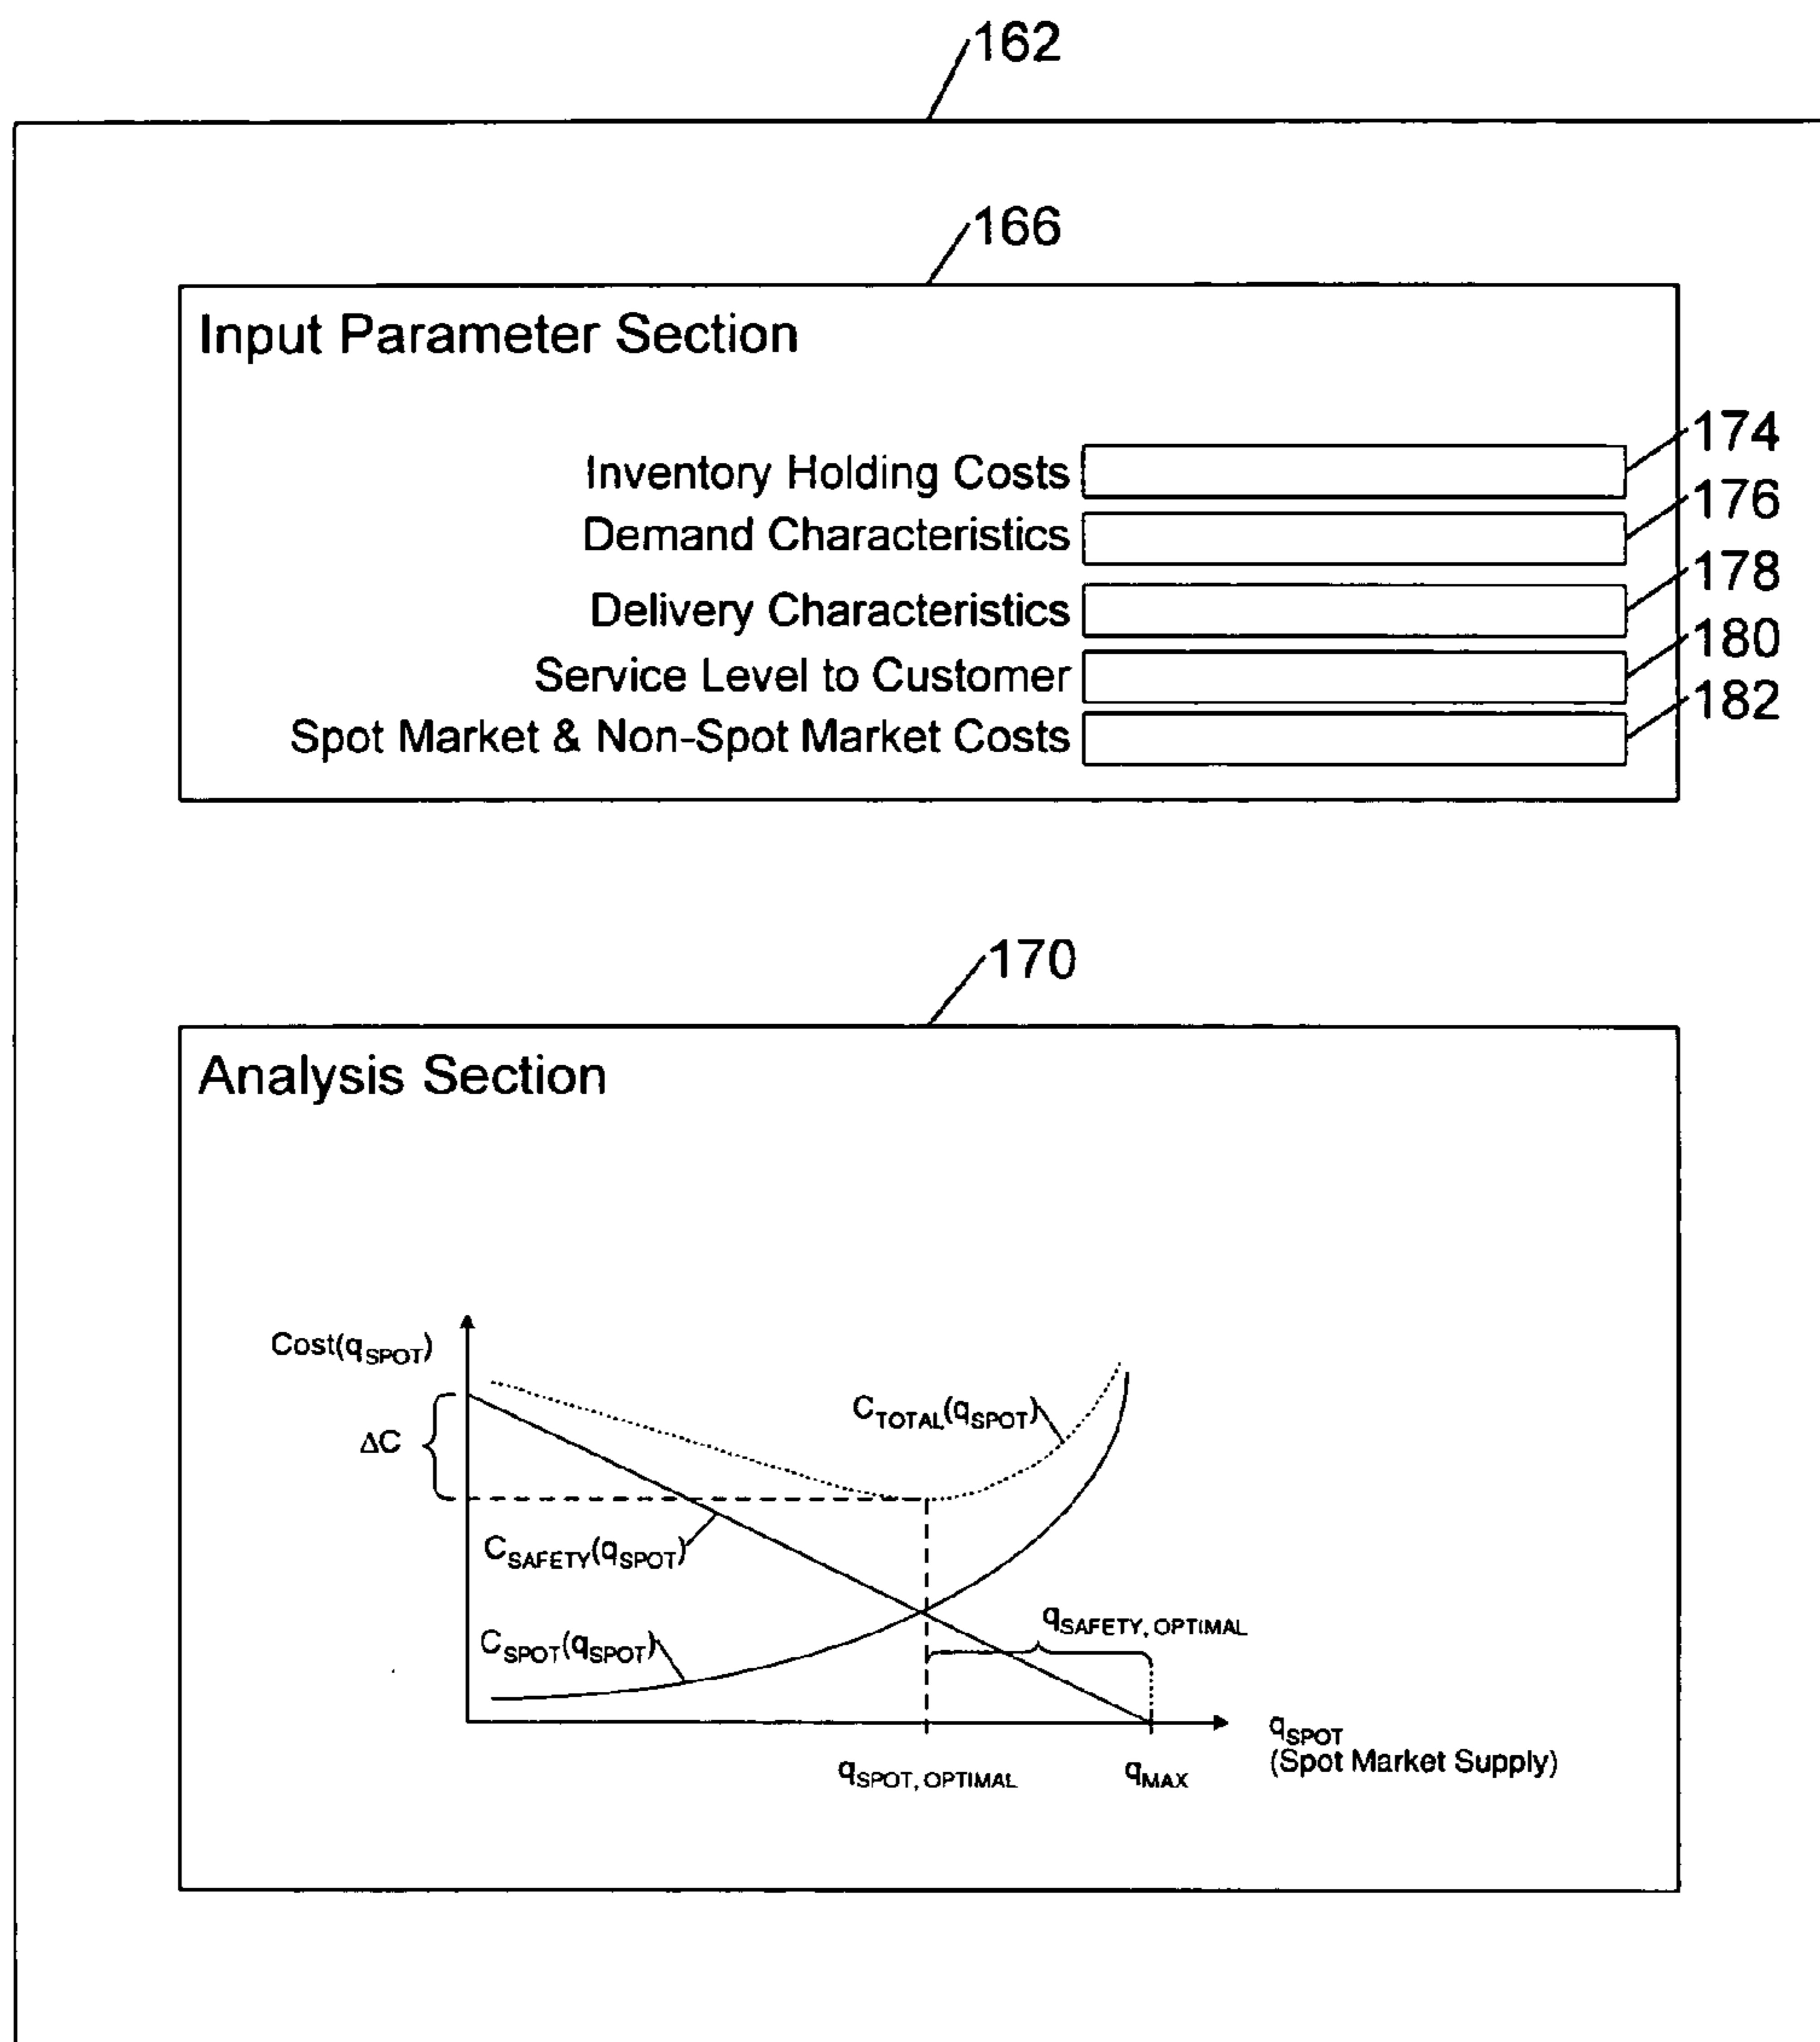 162
166
Input Parameter Section
Inventory Holding Costs
174
Demand Characteristics
176
Delivery Characteristics
178
Service Level to Customer
180
Spot Market & Non-Spot Market Costs
182
170
Analysis Section
Cost(qSPOT)
CTOTAL(qSPOT)
ΔC
CSAFETY(qSPOT)
CSPOT(qSPOT)
qSAFETY, OPTIMAL
qSPOT, OPTIMAL
qMAX
qSPOT
(Spot Market Supply)